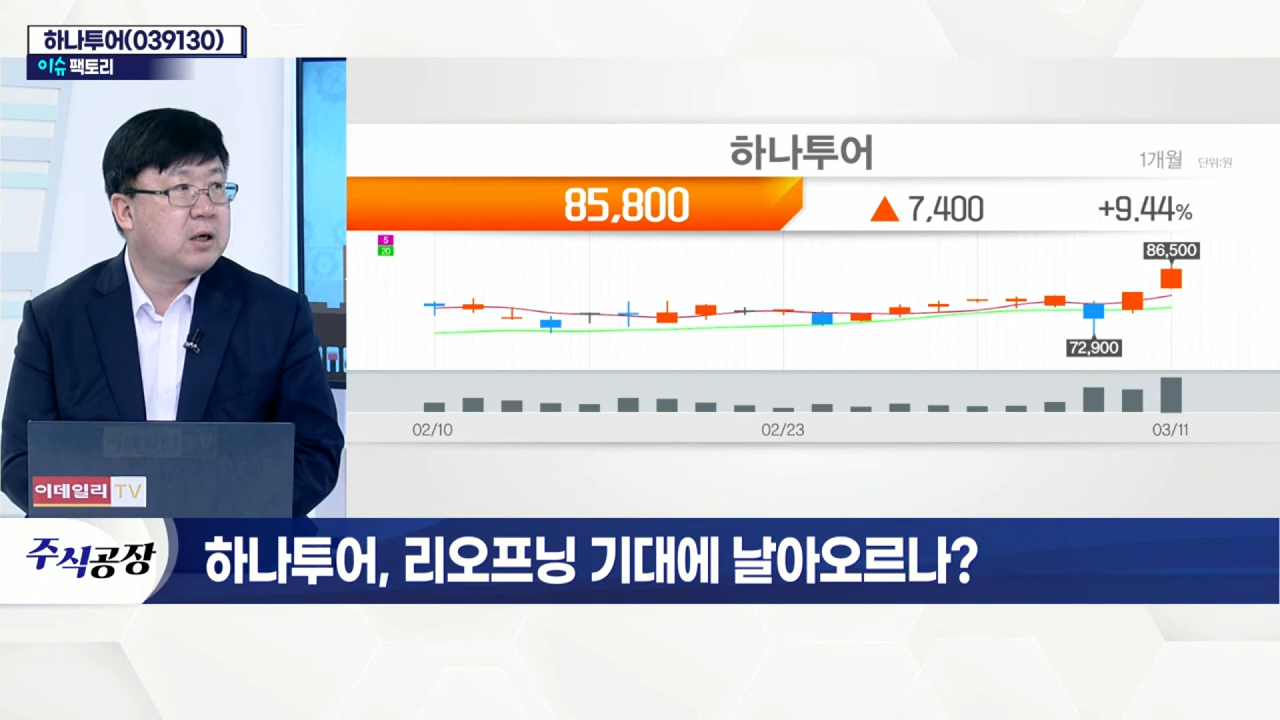 하나투어(039130)
이슈 팩토리
하나투어
1개월 단위:원
85,800
▲ 7,400
+9.44%
5
20
86,500
72,900
02/10
02/23
03/11
이데일리 TV
주식공장
하나투어, 리오프닝 기대에 날아오르나?